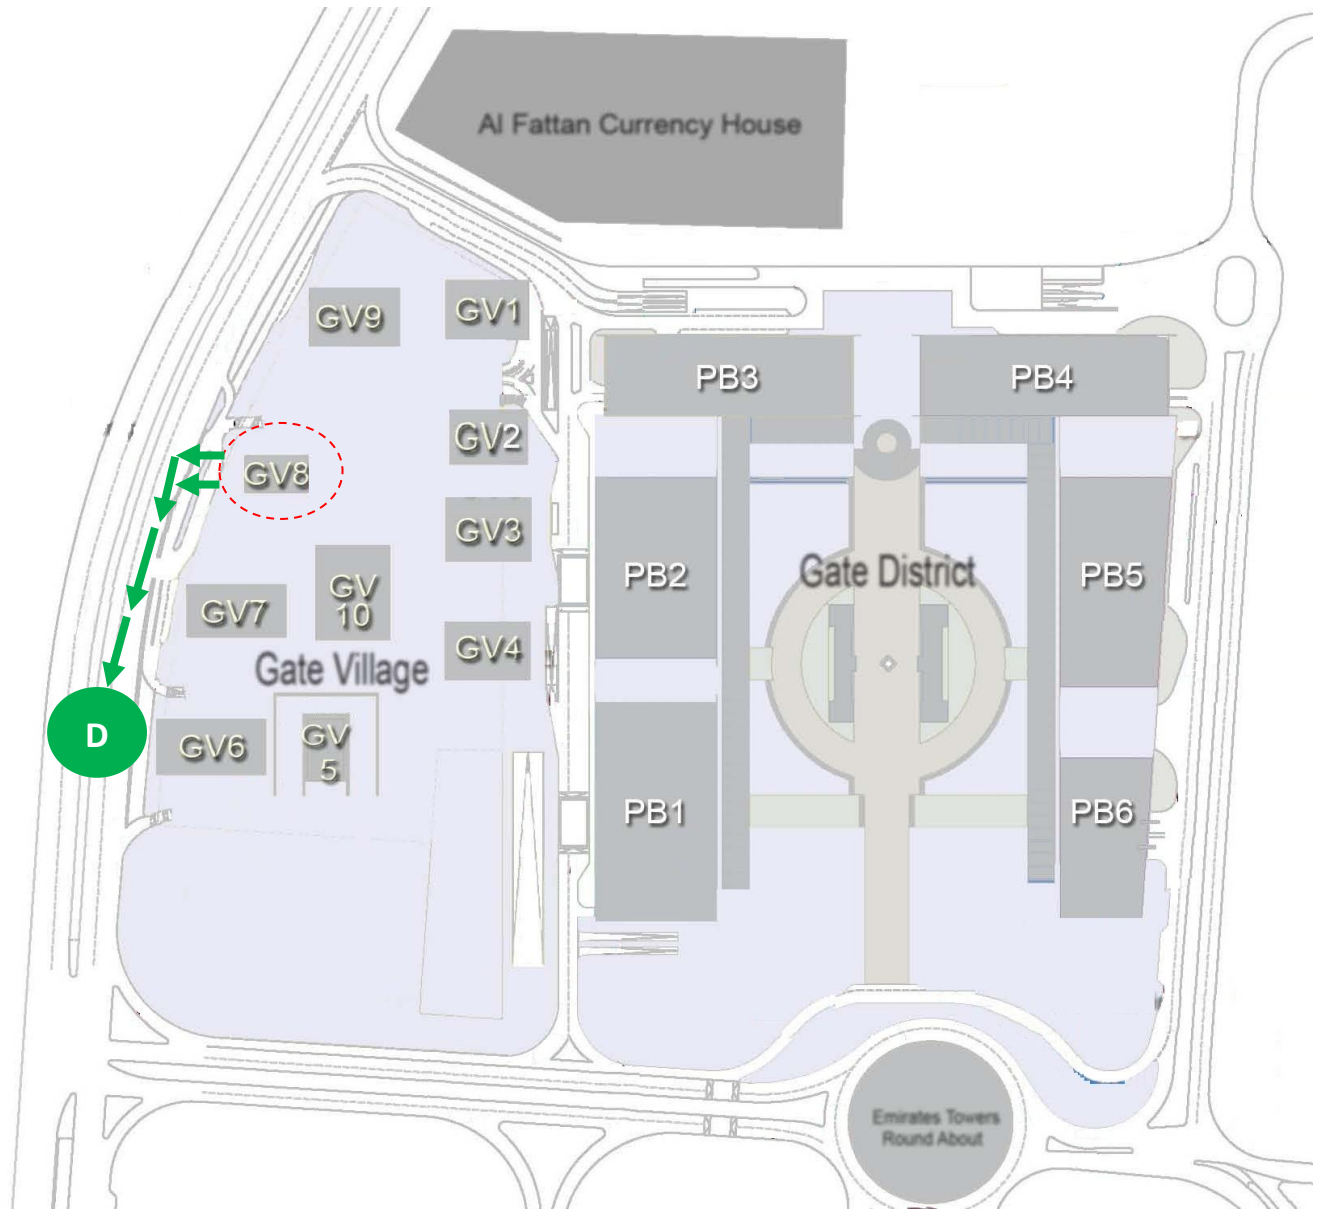 Al Fattan Currency House
GV9
GV1
PB3
PB4
GV2
GV8
GV3
GV
10
GV7
GV4
PB2
Gate District
PB5
Gate Village
D
GV6
GV
5
PB1
PB6
Emirates Towers
Round About